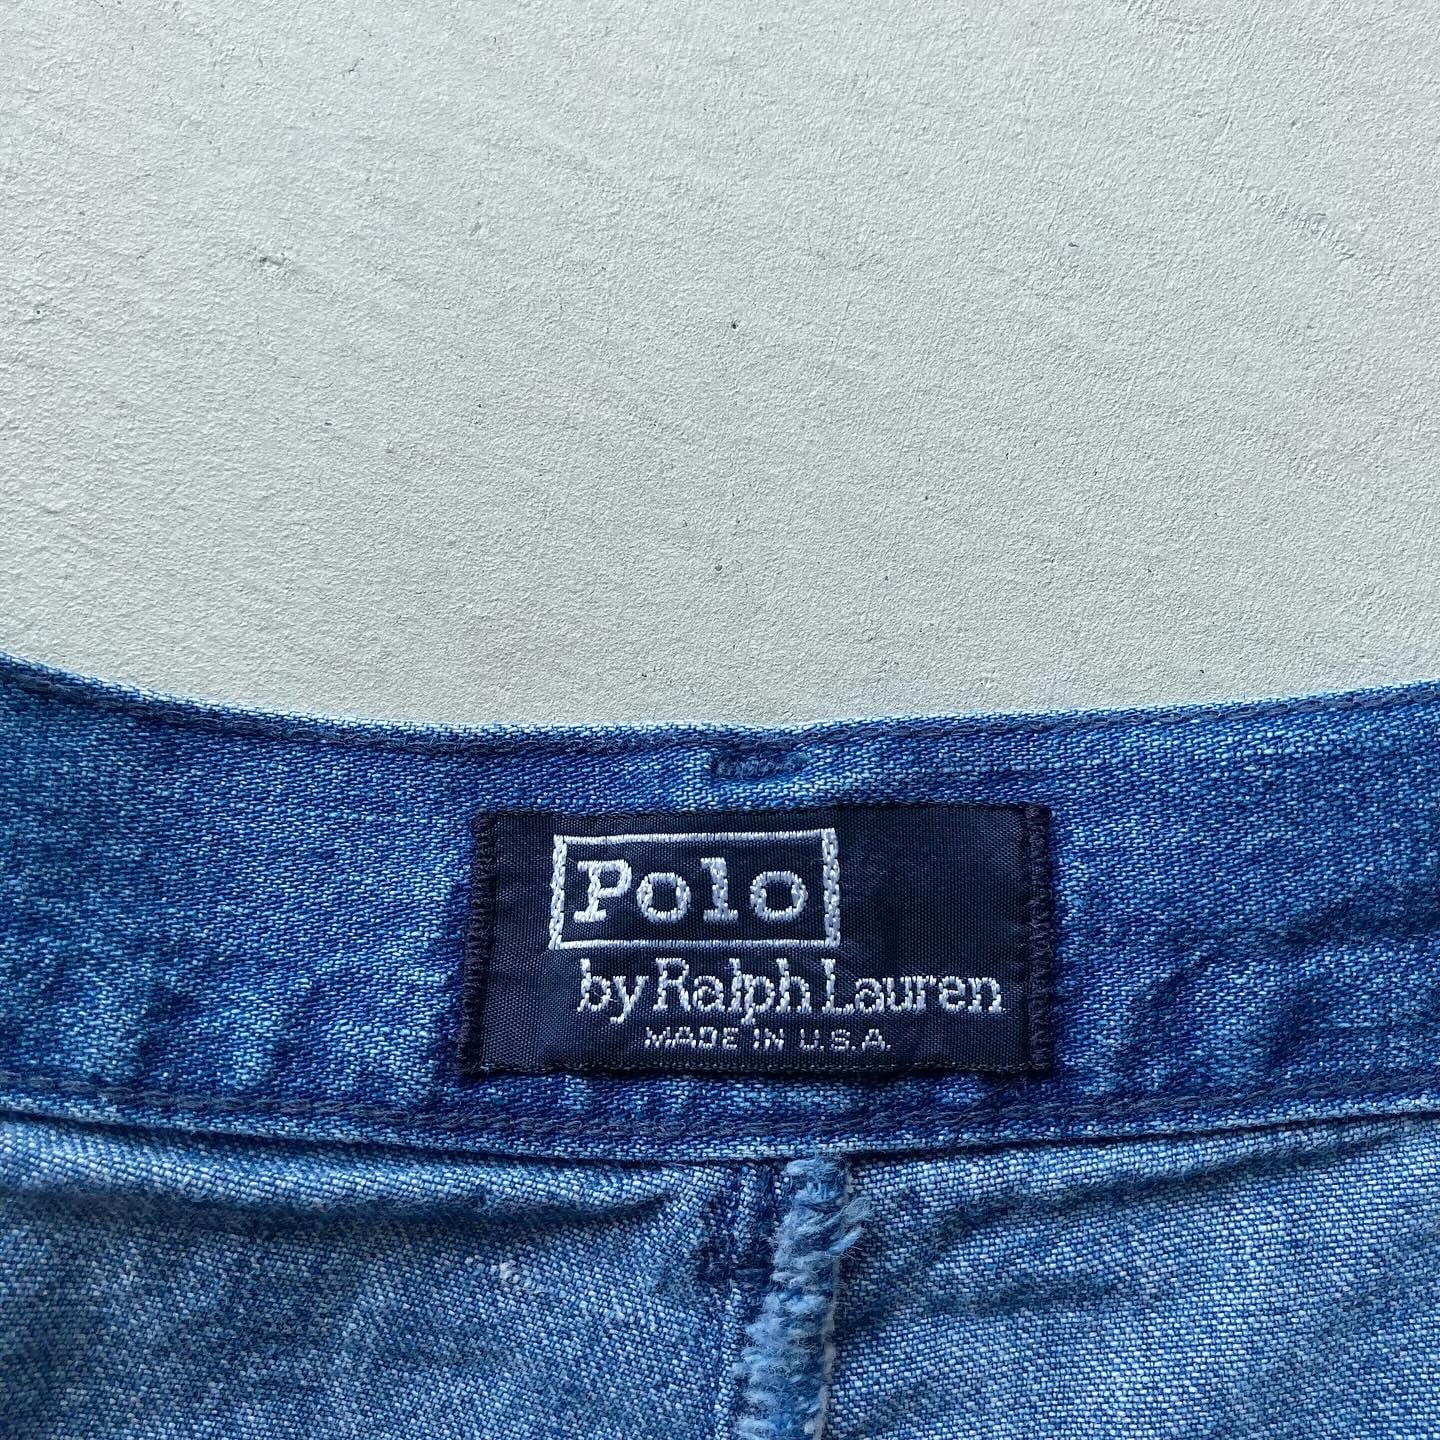 Polo
by Ralph Lauren
MADE IN U.S.A.